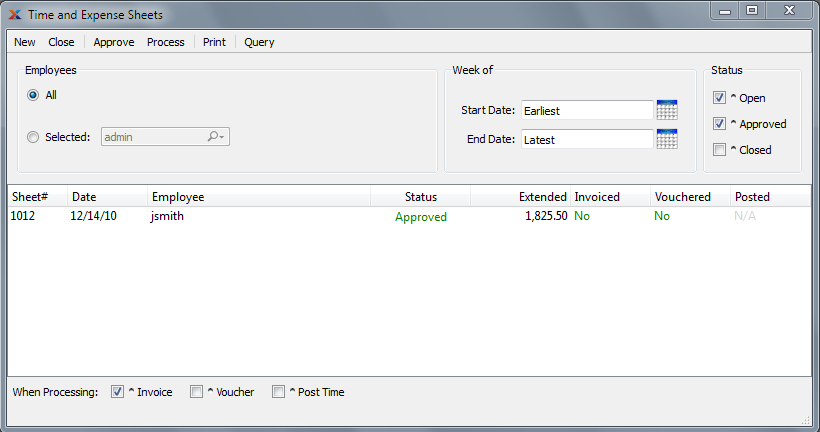 Time and Expense Sheets
New Close Approve Process Print Query
Employees
All
Selected: admin
Week of
Start Date: Earliest
End Date: Latest
Status
^ Open
^ Approved
^ Closed
Sheet# Date Employee Status Extended Invoiced Vouchered Posted
1012 12/14/10 jsmith Approved 1,825.50 No No N/A
When Processing: ^ Invoice ^ Voucher ^ Post Time